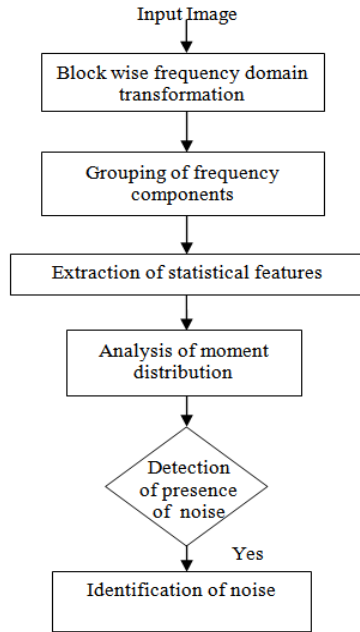 Input Image
Block wise frequency domain
transformation
Grouping of frequency
components
Extraction of statistical features
Analysis of moment
distribution
Detection
of presence
of noise
Yes
Identification of noise